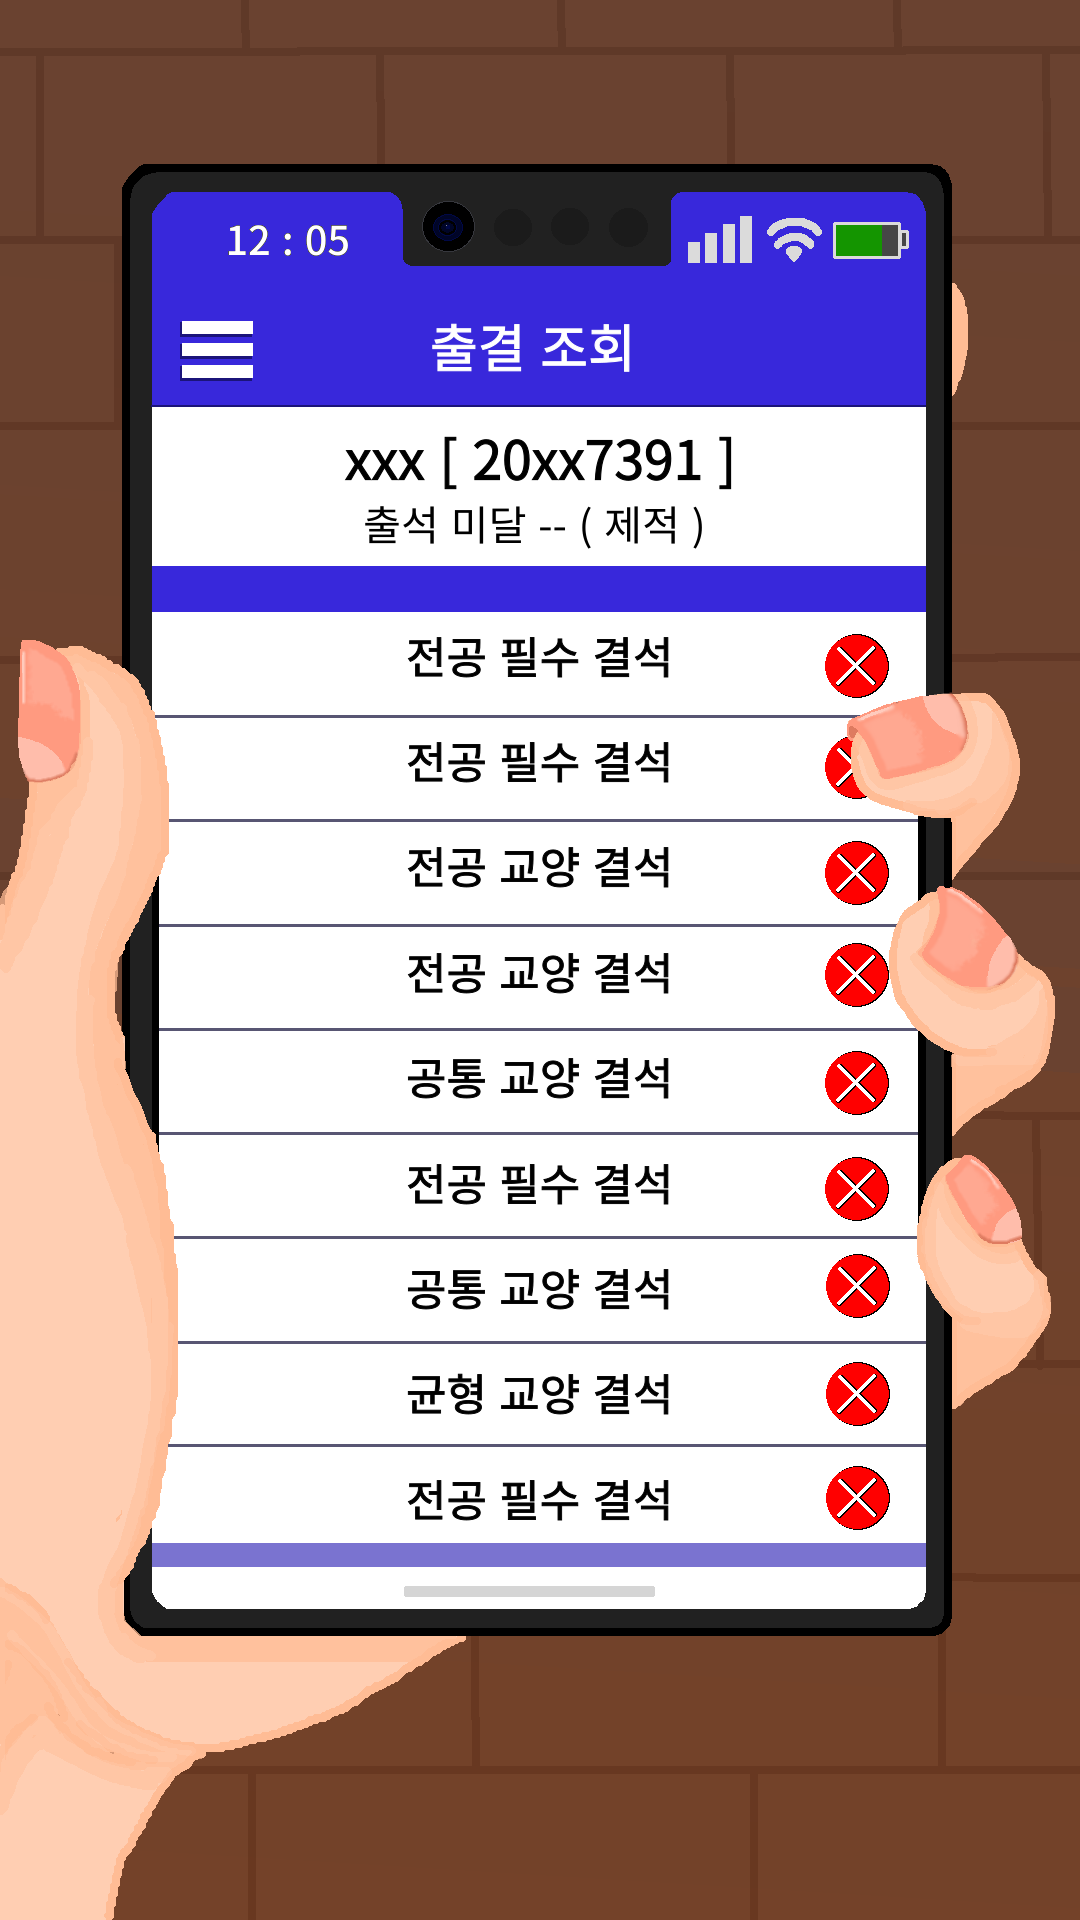 12 : 05
출결 조회
xxx [ 20xx7391 ]
출석 미달 -- ( 제적 )
전공 필수 결석
전공 필수 결석
전공 교양 결석
전공 교양 결석
공통 교양 결석
전공 필수 결석
공통 교양 결석
균형 교양 결석
전공 필수 결석